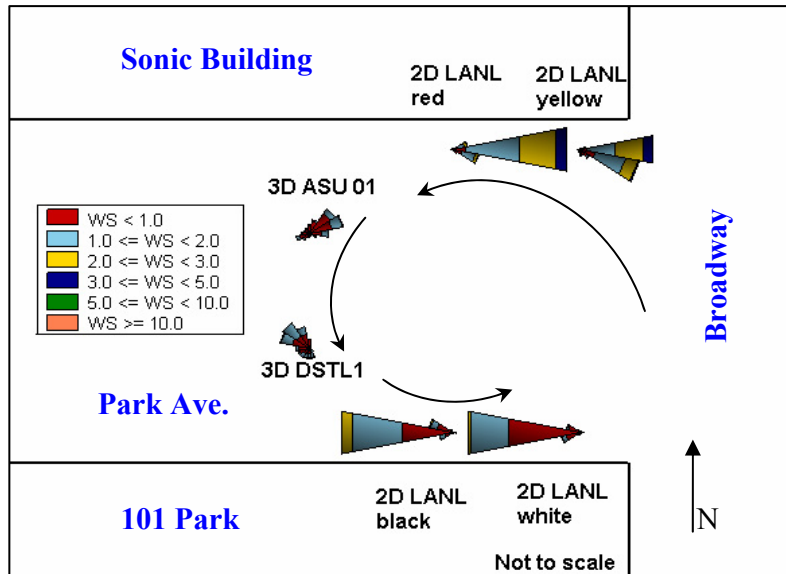 Sonic Building
2D LANL
red
2D LANL
yellow
3D ASU 01
WS < 1.0
1.0 <= WS < 2.0
2.0 <= WS < 3.0
3.0 <= WS < 5.0
5.0 <= WS < 10.0
WS >= 10.0
Broadway
3D DSTL1
Park Ave.
2D LANL
black
2D LANL
white
101 Park
N
Not to scale